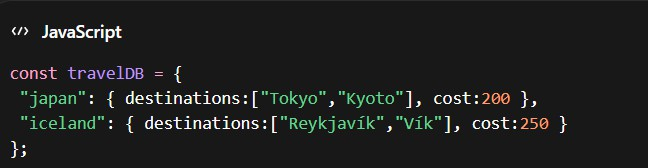 </> JavaScript
const travelDB = {
 "japan": { destinations:["Tokyo","Kyoto"], cost:200 },
 "iceland": { destinations:["Reykjavík","Vík"], cost:250 }
};